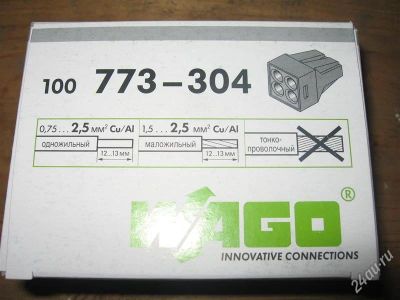 100 773-304
0,75...2,5 мм² Cu/Al 1,5...2,5 мм² Cu/Al
одножильный маложильный тонко-
проволочный
12..13 мм 12..13 мм
WAGO®
INNOVATIVE CONNECTIONS
24au.ru